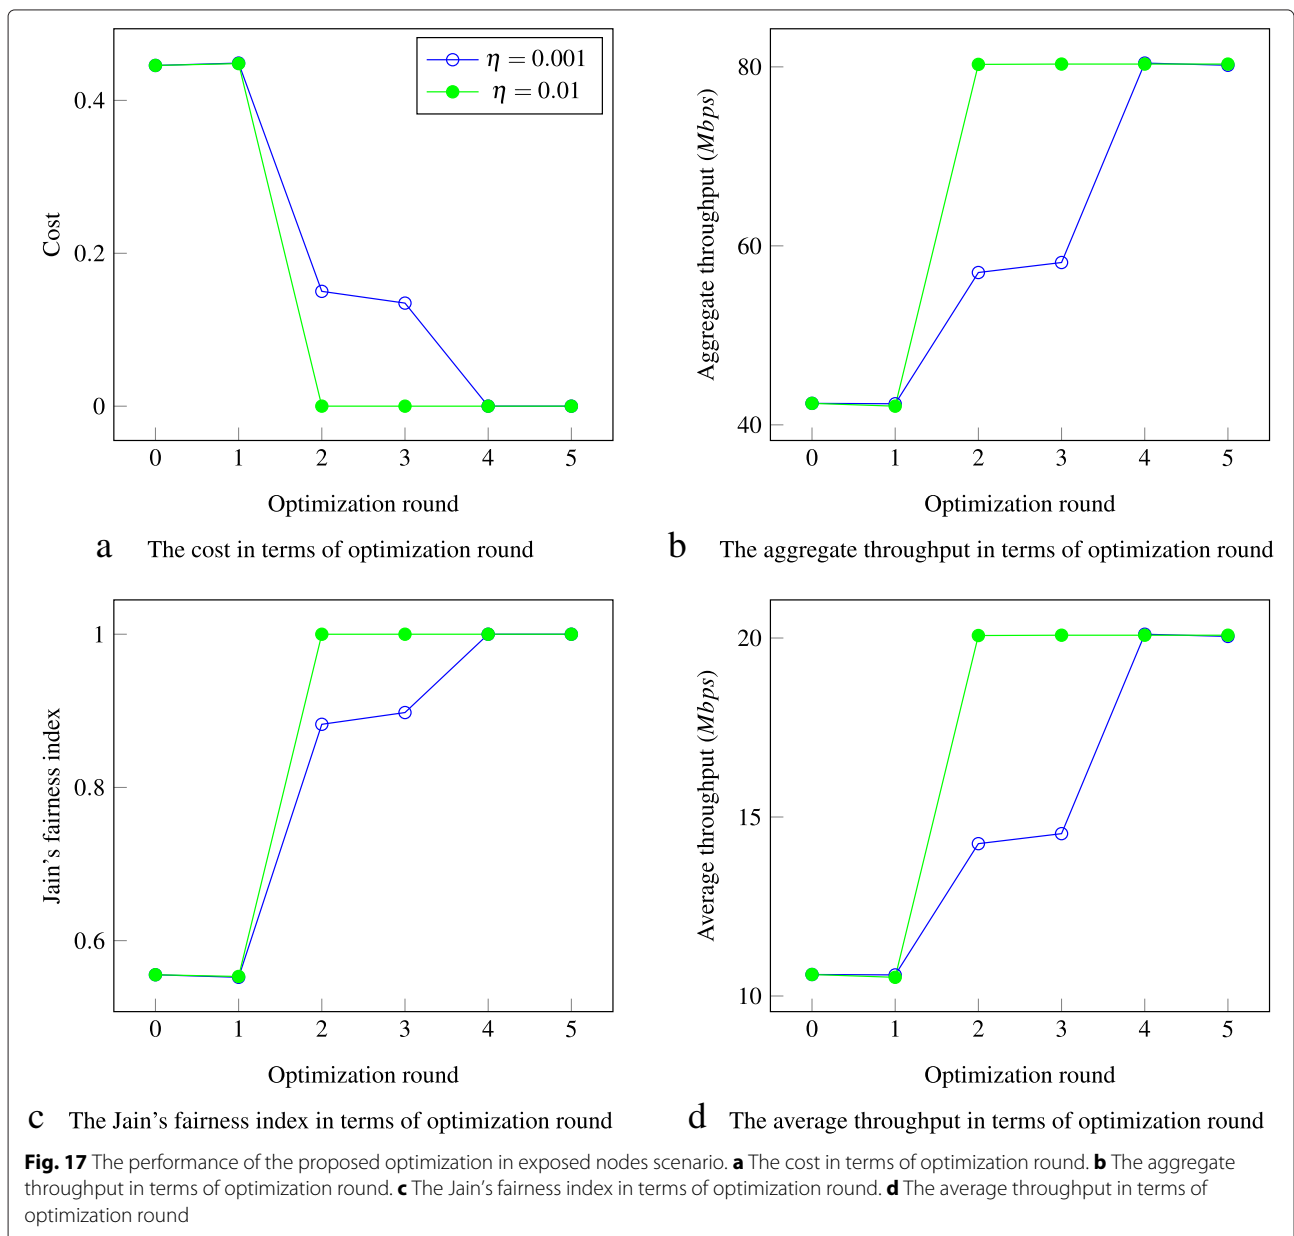 0.4
0.2
0
Cost
η = 0.001
η = 0.01
0 1 2 3 4 5
Optimization round
a The cost in terms of optimization round
80
60
40
Aggregate throughput (Mbps)
0 1 2 3 4 5
Optimization round
b The aggregate throughput in terms of optimization round
1
0.8
0.6
Jain's fairness index
0 1 2 3 4 5
Optimization round
c The Jain's fairness index in terms of optimization round
20
15
10
Average throughput (Mbps)
0 1 2 3 4 5
Optimization round
d The average throughput in terms of optimization round
Fig. 17 The performance of the proposed optimization in exposed nodes scenario. a The cost in terms of optimization round. b The aggregate
throughput in terms of optimization round. c The Jain's fairness index in terms of optimization round. d The average throughput in terms of
optimization round